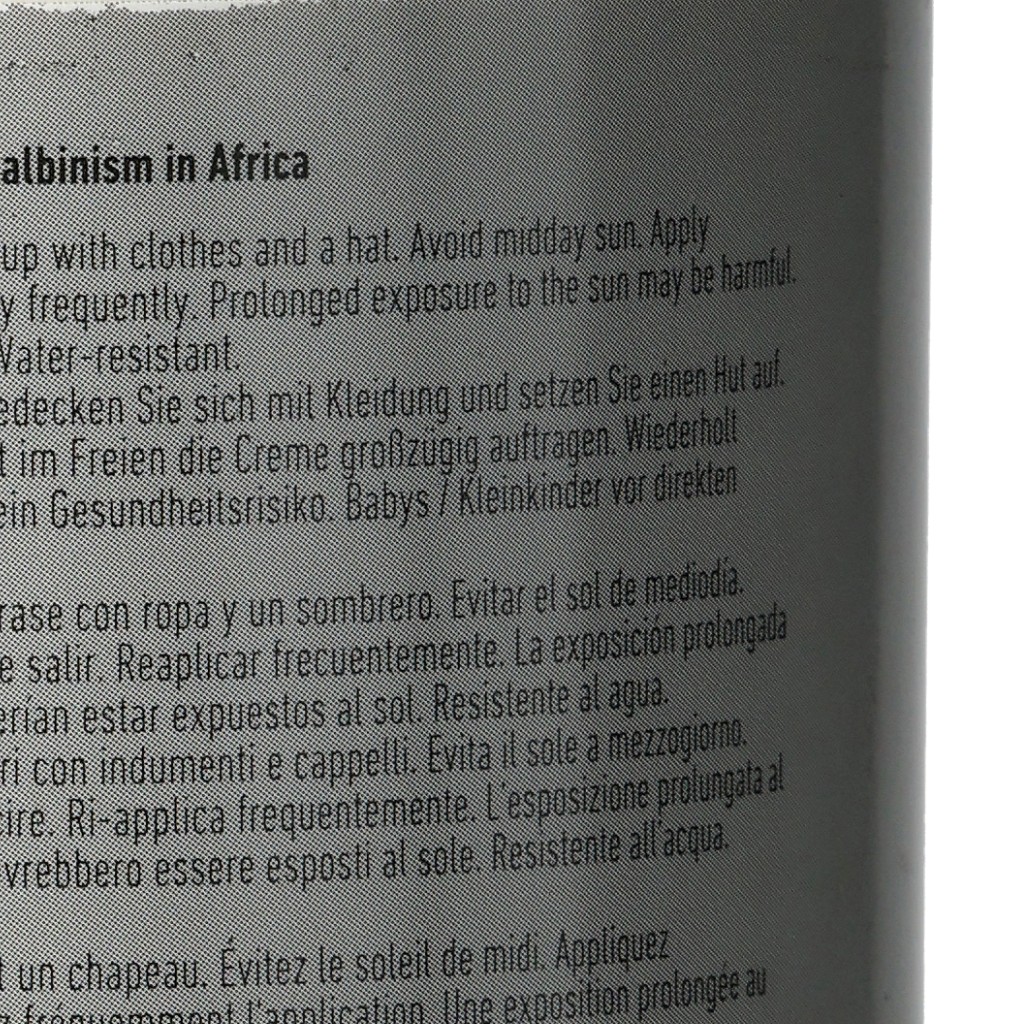 albinism in Africa
up with clothes and a hat. Avoid midday sun. Apply
y frequently. Prolonged exposure to the sun may be harmful.
Water-resistant.
edecken Sie sich mit Kleidung und setzen Sie einen Hut auf.
t im Freien die Creme großzügig auftragen. Wiederholt
ein Gesundheitsrisiko. Babys / Kleinkinder vor direkten
rase con ropa y un sombrero. Evitar el sol de mediodía.
e salir. Reaplicar frecuentemente. La exposición prolongada
erían estar expuestos al sol. Resistente al agua.
ri con indumenti e cappelli. Evita il sole a mezzogiorno.
cire. Ri-applica frequentemente. L'esposizione prolungata al
vrebbero essere esposti al sole. Resistente all'acqua.
t un chapeau. Évitez le soleil de midi. Appliquez
z fréquemment l'application. Une exposition prolongée au